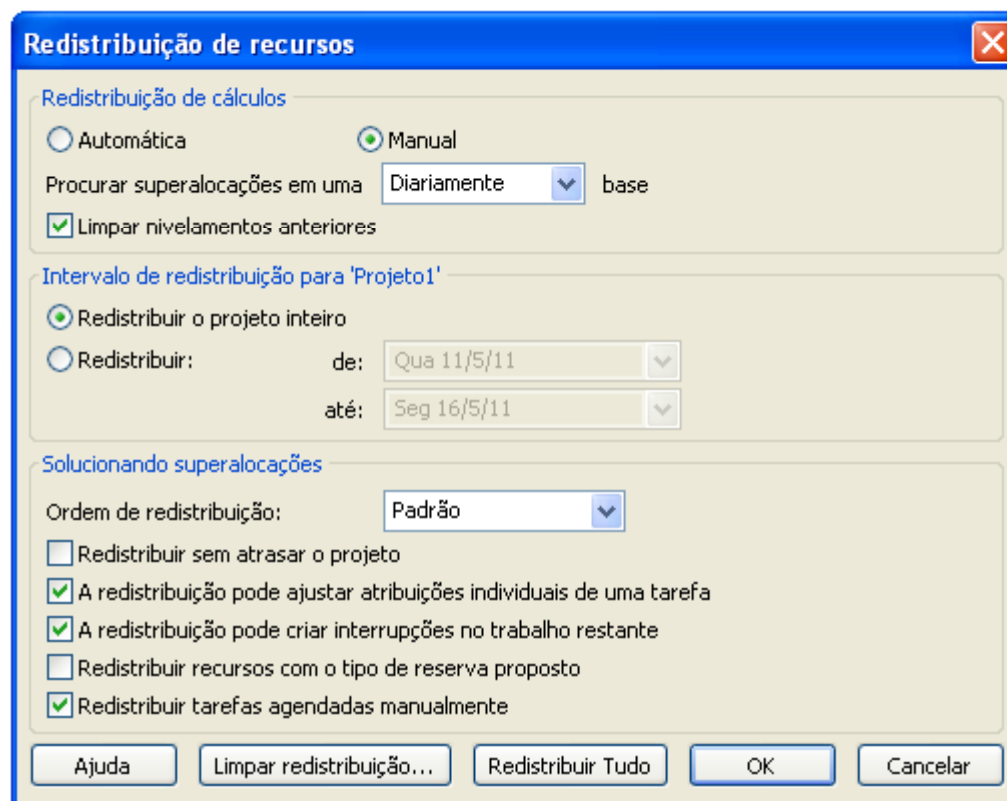 Redistribuição de recursos
Redistribuição de cálculos
Automática Manual
Procurar superalocações em uma Diariamente base
Limpar nivelamentos anteriores
Intervalo de redistribuição para 'Projeto1'
Redistribuir o projeto inteiro
Redistribuir: de: Qua 11/5/11
até: Seg 16/5/11
Solucionando superalocações
Ordem de redistribuição: Padrão
Redistribuir sem atrasar o projeto
A redistribuição pode ajustar atribuições individuais de uma tarefa
A redistribuição pode criar interrupções no trabalho restante
Redistribuir recursos com o tipo de reserva proposto
Redistribuir tarefas agendadas manualmente
Ajuda Limpar redistribuição... Redistribuir Tudo OK Cancelar